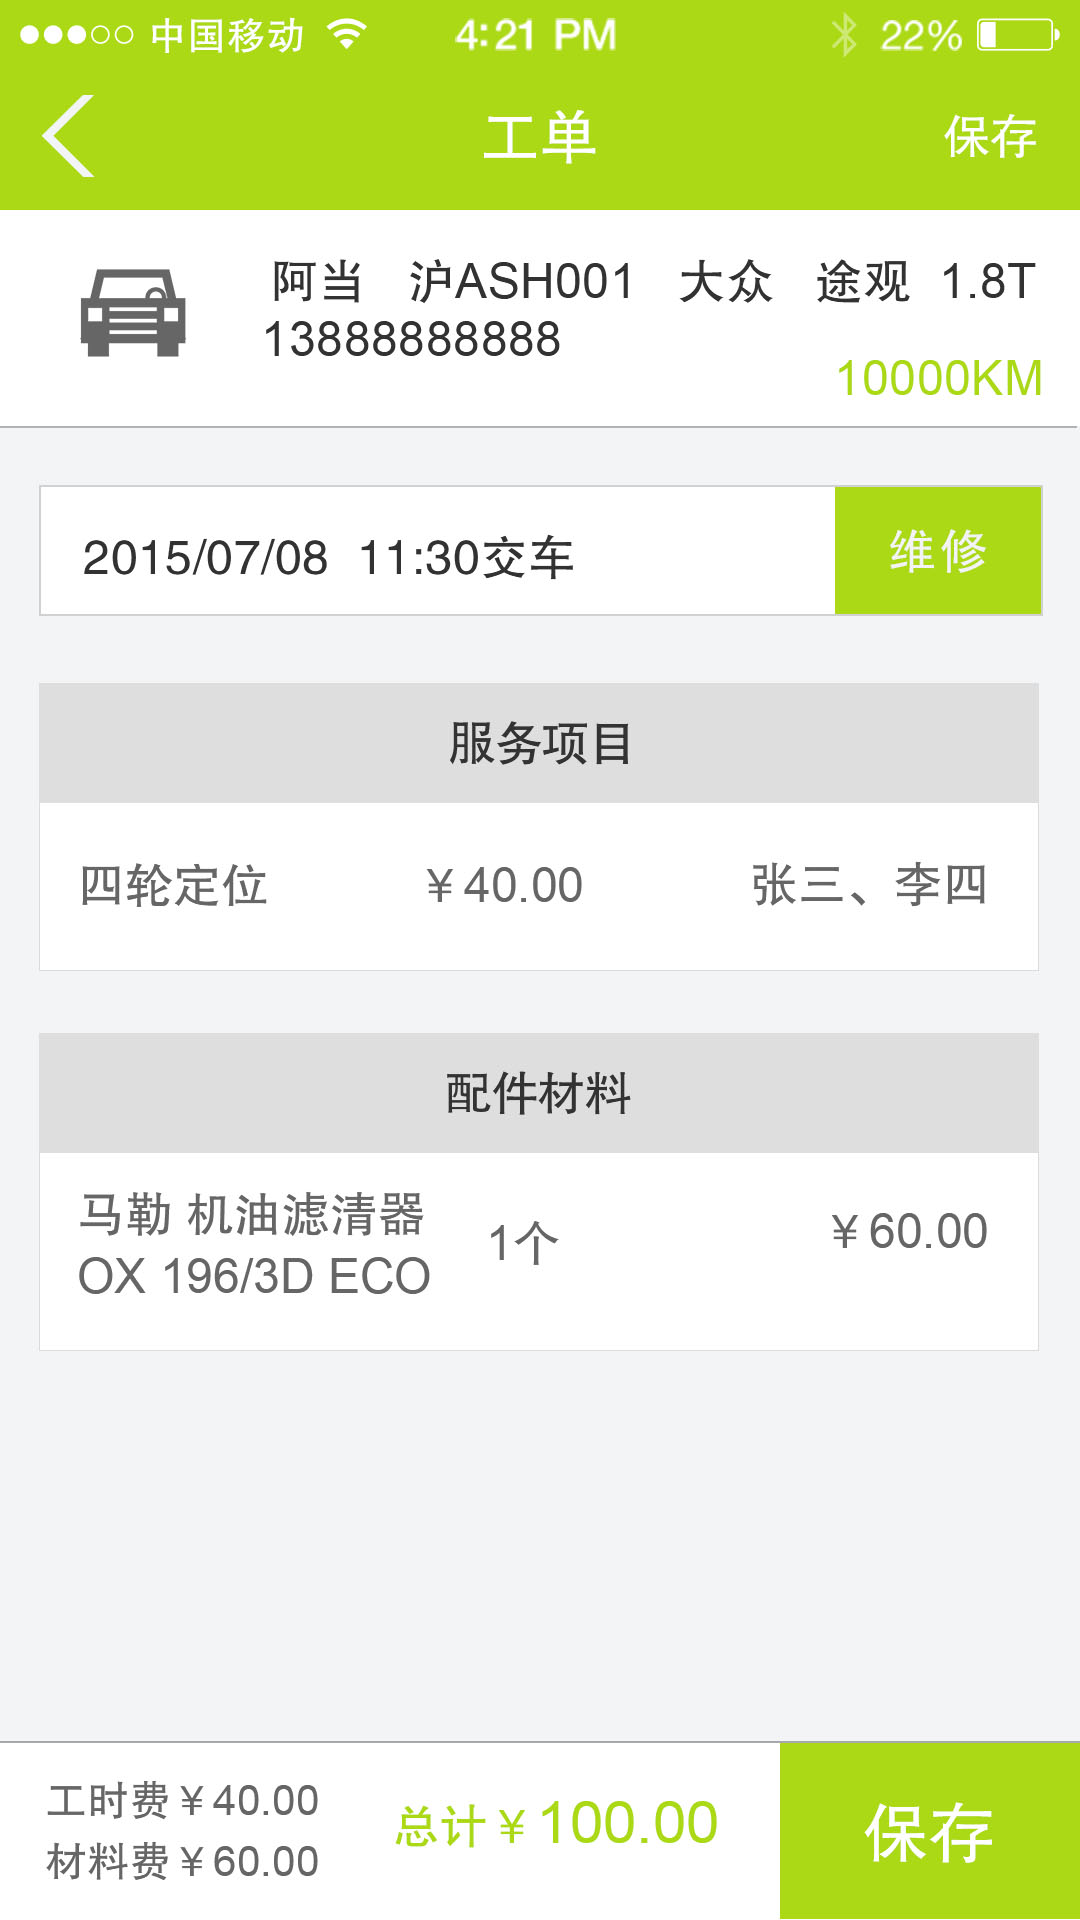 中国移动 4:21 PM 22%
工单 保存
阿当 沪ASH001 大众 途观 1.8T
13888888888
10000KM
2015/07/08 11:30交车 维修
服务项目
四轮定位 ￥40.00 张三、李四
配件材料
马勒 机油滤清器
OX 196/3D ECO 1个 ￥60.00
工时费￥40.00
材料费￥60.00
总计￥100.00
保存